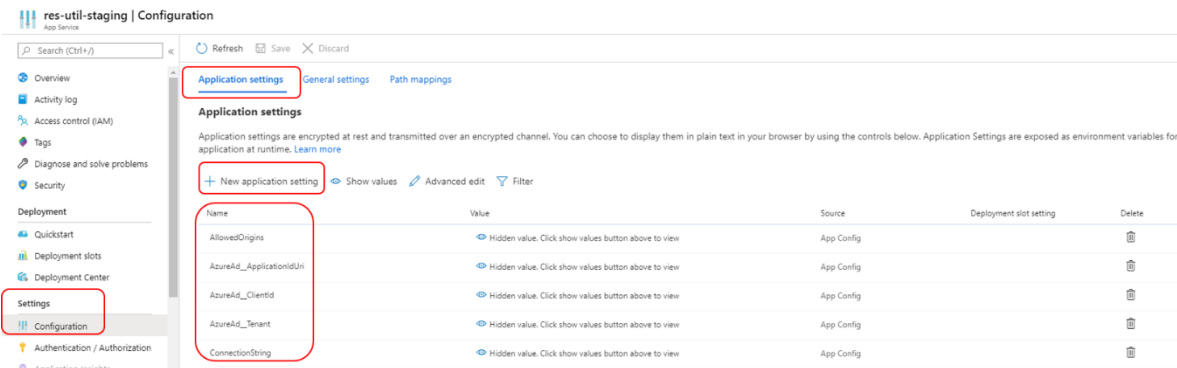 res-util-staging | Configuration
App Service
Search (Ctrl+/)
«
Refresh
Save
Discard
Overview
Activity log
Access control (IAM)
Tags
Diagnose and solve problems
Security
Deployment
Quickstart
Deployment slots
Deployment Center
Settings
Configuration
Authentication / Authorization
Application Insights
Application settings
General settings
Path mappings
Application settings
Application settings are encrypted at rest and transmitted over an encrypted channel. You can choose to display them in plain text in your browser by using the controls below. Application Settings are exposed as environment variables for
application at runtime. Learn more
New application setting
Show values
Advanced edit
Filter
Name Value Source Deployment slot setting Delete
AllowedOrigins Hidden value. Click show values button above to view App Config
AzureAd__ApplicationIdUri Hidden value. Click show values button above to view App Config
AzureAd__ClientId Hidden value. Click show values button above to view App Config
AzureAd__Tenant Hidden value. Click show values button above to view App Config
ConnectionString Hidden value. Click show values button above to view App Config